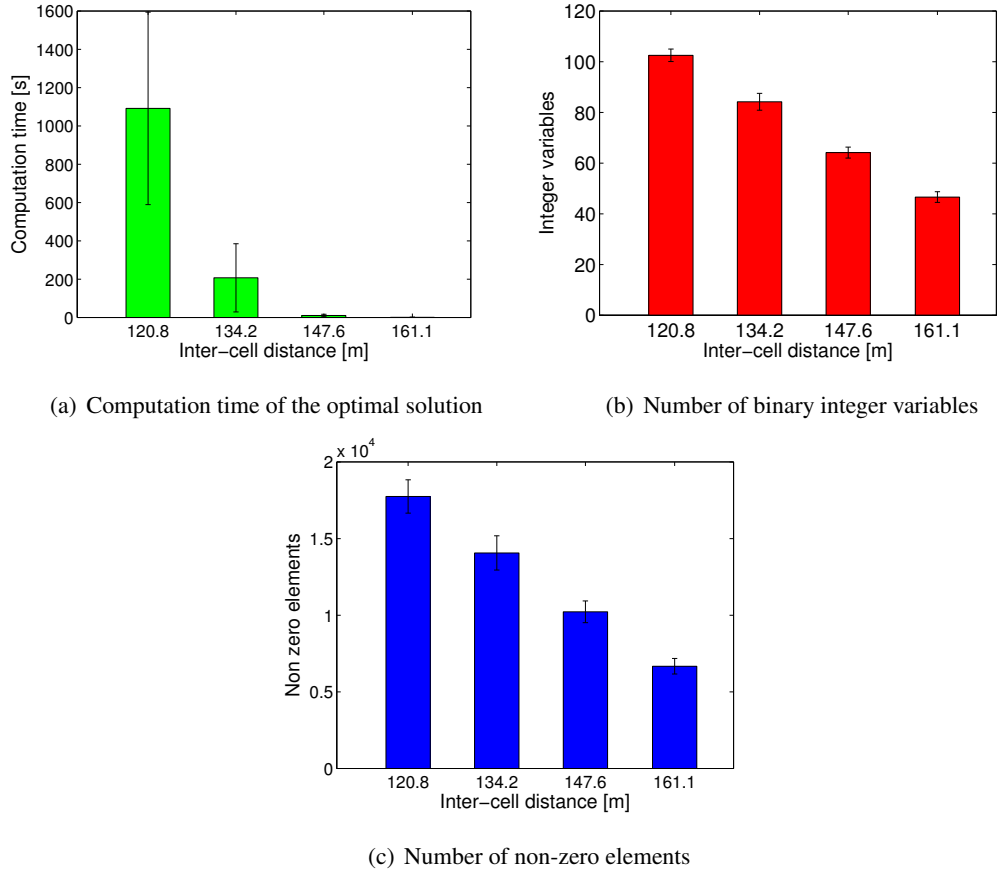 1600
1400
1200
1000
800
600
400
200
0
Computation time [s]
120.8 134.2 147.6 161.1
Inter−cell distance [m]
(a) Computation time of the optimal solution
120
100
80
60
40
20
0
Integer variables
120.8 134.2 147.6 161.1
Inter−cell distance [m]
(b) Number of binary integer variables
x 10^4
2
1.5
1
0.5
0
Non zero elements
120.8 134.2 147.6 161.1
Inter−cell distance [m]
(c) Number of non-zero elements